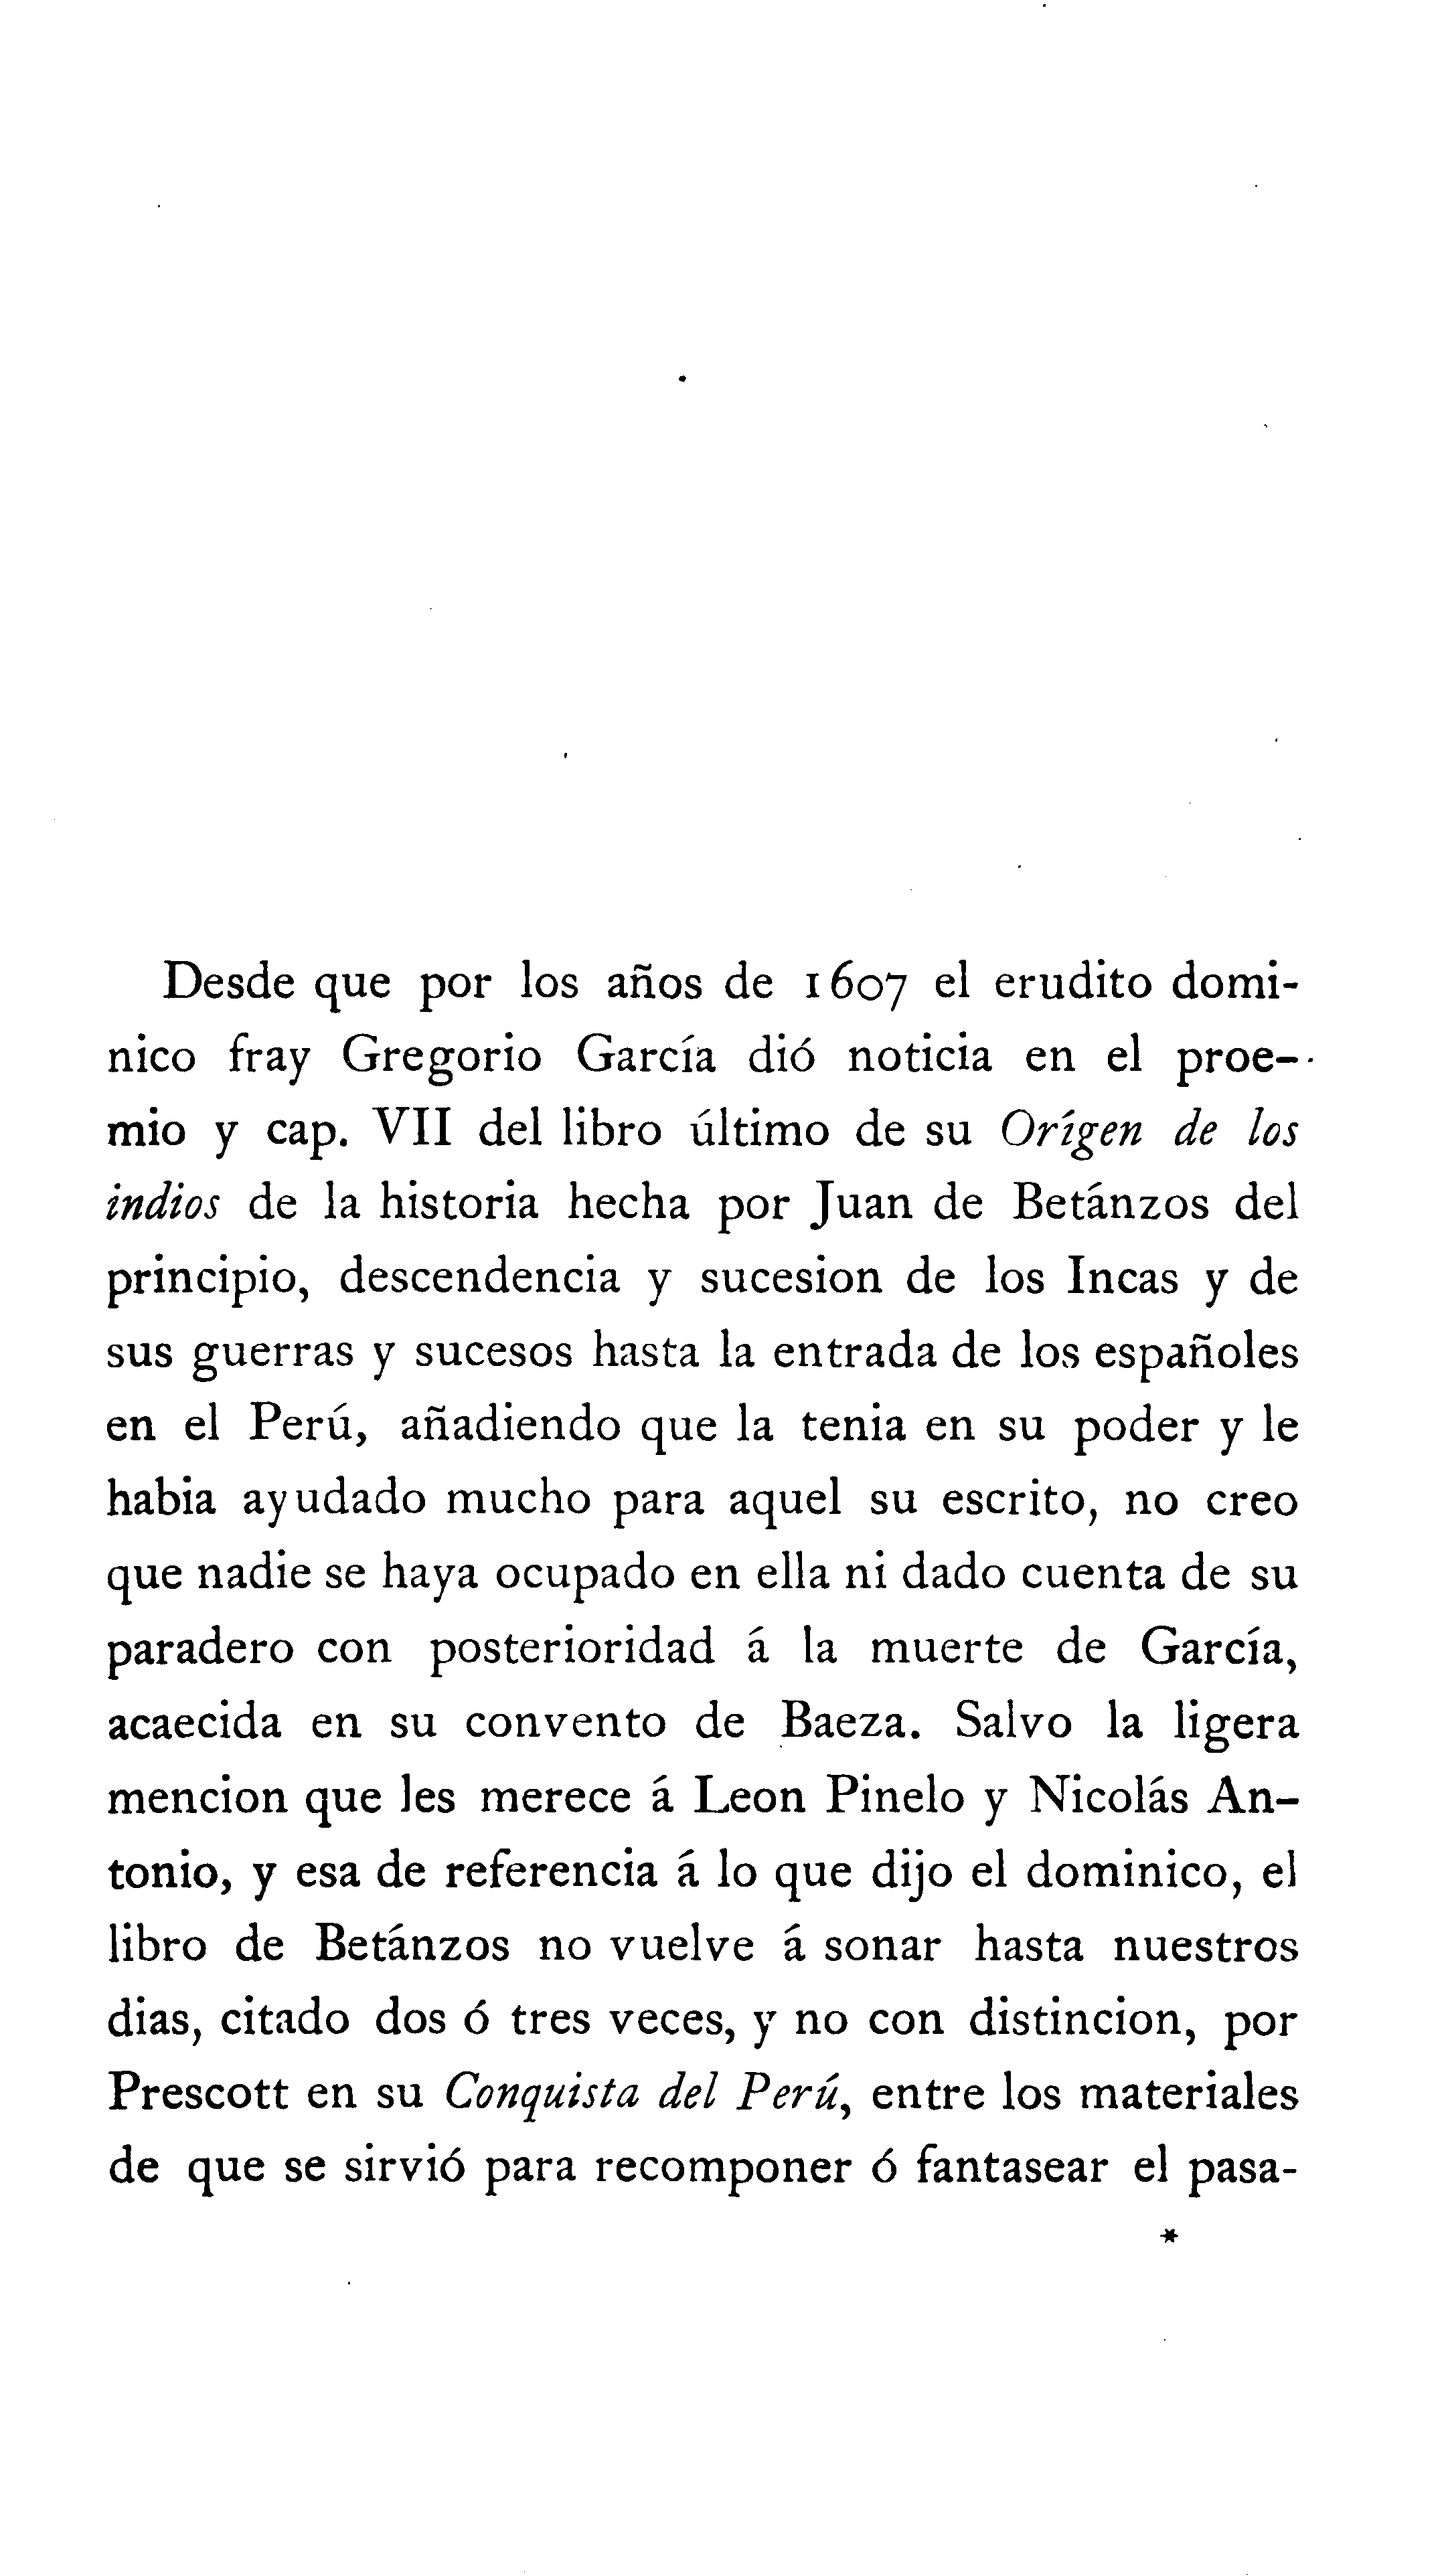 Desde que por los años de 1607 el erudito domi-
nico fray Gregorio García dió noticia en el proe-
mio y cap. VII del libro último de su Orígen de los
indios de la historia hecha por Juan de Betánzos del
principio, descendencia y sucesion de los Incas y de
sus guerras y sucesos hasta la entrada de los españoles
en el Perú, añadiendo que la tenia en su poder y le
habia ayudado mucho para aquel su escrito, no creo
que nadie se haya ocupado en ella ni dado cuenta de su
paradero con posterioridad á la muerte de García,
acaecida en su convento de Baeza. Salvo la ligera
mencion que les merece á Leon Pinelo y Nicolás An-
tonio, y esa de referencia á lo que dijo el dominico, el
libro de Betánzos no vuelve á sonar hasta nuestros
dias, citado dos ó tres veces, y no con distincion, por
Prescott en su Conquista del Perú, entre los materiales
de que se sirvió para recomponer ó fantasear el pasa-
*